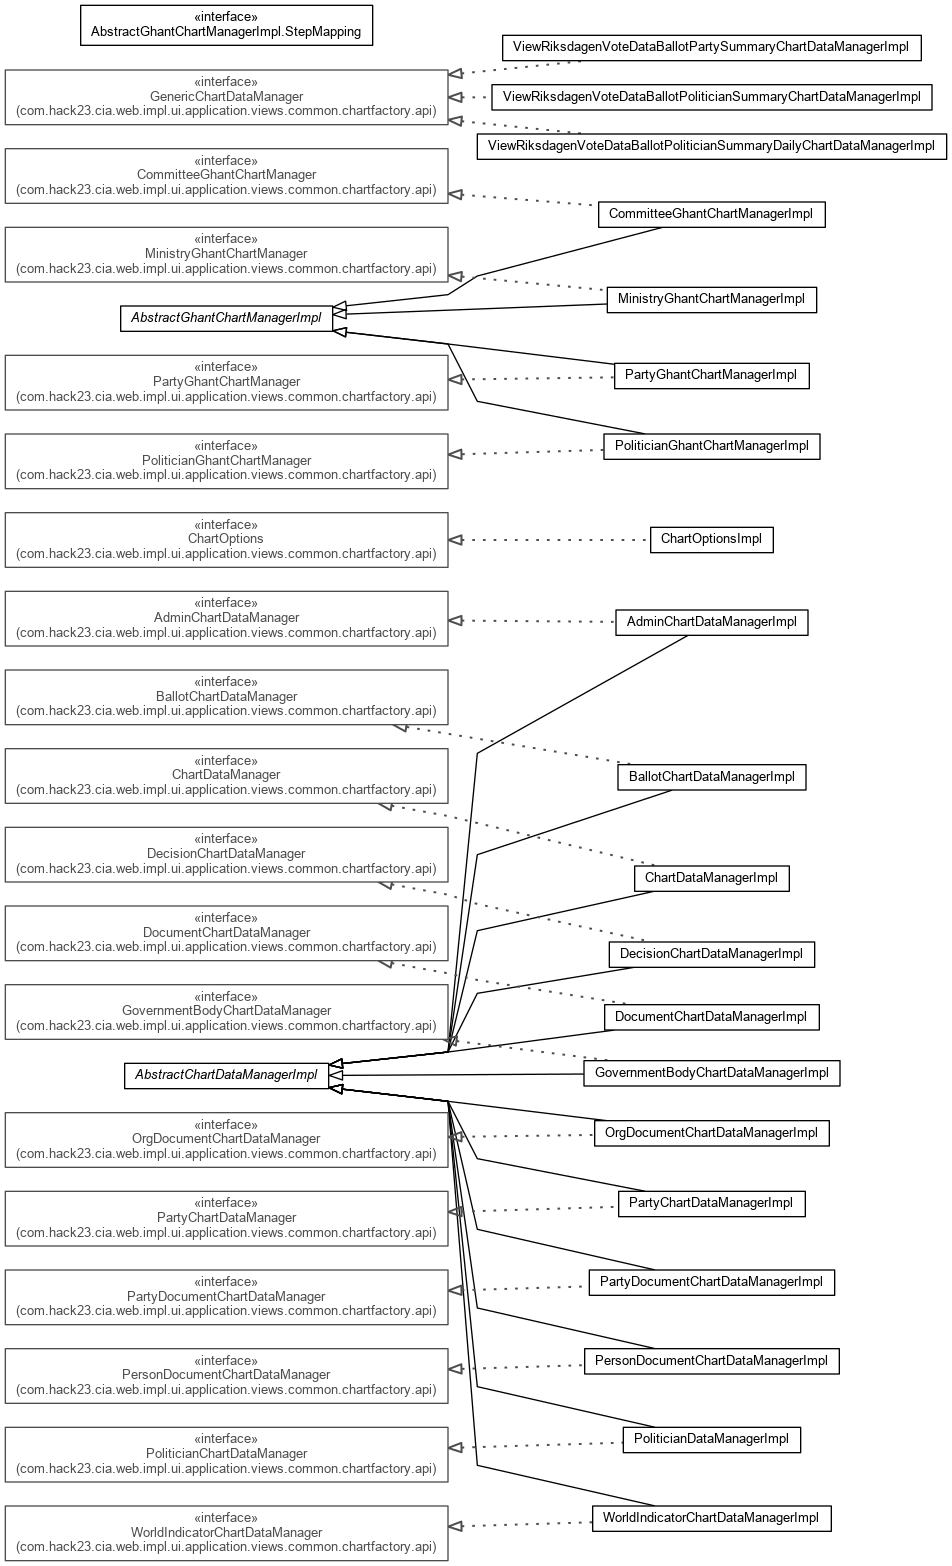 «interface»
AbstractGhantChartManagerImpl.StepMapping
ViewRiksdagenVoteDataBallotPartySummaryChartDataManagerImpl
«interface»
GenericChartDataManager
(com.hack23.cia.web.impl.ui.application.views.common.chartfactory.api)
ViewRiksdagenVoteDataBallotPoliticianSummaryChartDataManagerImpl
ViewRiksdagenVoteDataBallotPoliticianSummaryDailyChartDataManagerImpl
«interface»
CommitteeGhantChartManager
(com.hack23.cia.web.impl.ui.application.views.common.chartfactory.api)
CommitteeGhantChartManagerImpl
«interface»
MinistryGhantChartManager
(com.hack23.cia.web.impl.ui.application.views.common.chartfactory.api)
MinistryGhantChartManagerImpl
AbstractGhantChartManagerImpl
«interface»
PartyGhantChartManager
(com.hack23.cia.web.impl.ui.application.views.common.chartfactory.api)
PartyGhantChartManagerImpl
«interface»
PoliticianGhantChartManager
(com.hack23.cia.web.impl.ui.application.views.common.chartfactory.api)
PoliticianGhantChartManagerImpl
«interface»
ChartOptions
(com.hack23.cia.web.impl.ui.application.views.common.chartfactory.api)
ChartOptionsImpl
«interface»
AdminChartDataManager
(com.hack23.cia.web.impl.ui.application.views.common.chartfactory.api)
AdminChartDataManagerImpl
«interface»
BallotChartDataManager
(com.hack23.cia.web.impl.ui.application.views.common.chartfactory.api)
BallotChartDataManagerImpl
«interface»
ChartDataManager
(com.hack23.cia.web.impl.ui.application.views.common.chartfactory.api)
ChartDataManagerImpl
«interface»
DecisionChartDataManager
(com.hack23.cia.web.impl.ui.application.views.common.chartfactory.api)
DecisionChartDataManagerImpl
«interface»
DocumentChartDataManager
(com.hack23.cia.web.impl.ui.application.views.common.chartfactory.api)
DocumentChartDataManagerImpl
«interface»
GovernmentBodyChartDataManager
(com.hack23.cia.web.impl.ui.application.views.common.chartfactory.api)
GovernmentBodyChartDataManagerImpl
AbstractChartDataManagerImpl
«interface»
OrgDocumentChartDataManager
(com.hack23.cia.web.impl.ui.application.views.common.chartfactory.api)
OrgDocumentChartDataManagerImpl
«interface»
PartyChartDataManager
(com.hack23.cia.web.impl.ui.application.views.common.chartfactory.api)
PartyChartDataManagerImpl
«interface»
PartyDocumentChartDataManager
(com.hack23.cia.web.impl.ui.application.views.common.chartfactory.api)
PartyDocumentChartDataManagerImpl
«interface»
PersonDocumentChartDataManager
(com.hack23.cia.web.impl.ui.application.views.common.chartfactory.api)
PersonDocumentChartDataManagerImpl
«interface»
PoliticianChartDataManager
(com.hack23.cia.web.impl.ui.application.views.common.chartfactory.api)
PoliticianDataManagerImpl
«interface»
WorldIndicatorChartDataManager
(com.hack23.cia.web.impl.ui.application.views.common.chartfactory.api)
WorldIndicatorChartDataManagerImpl